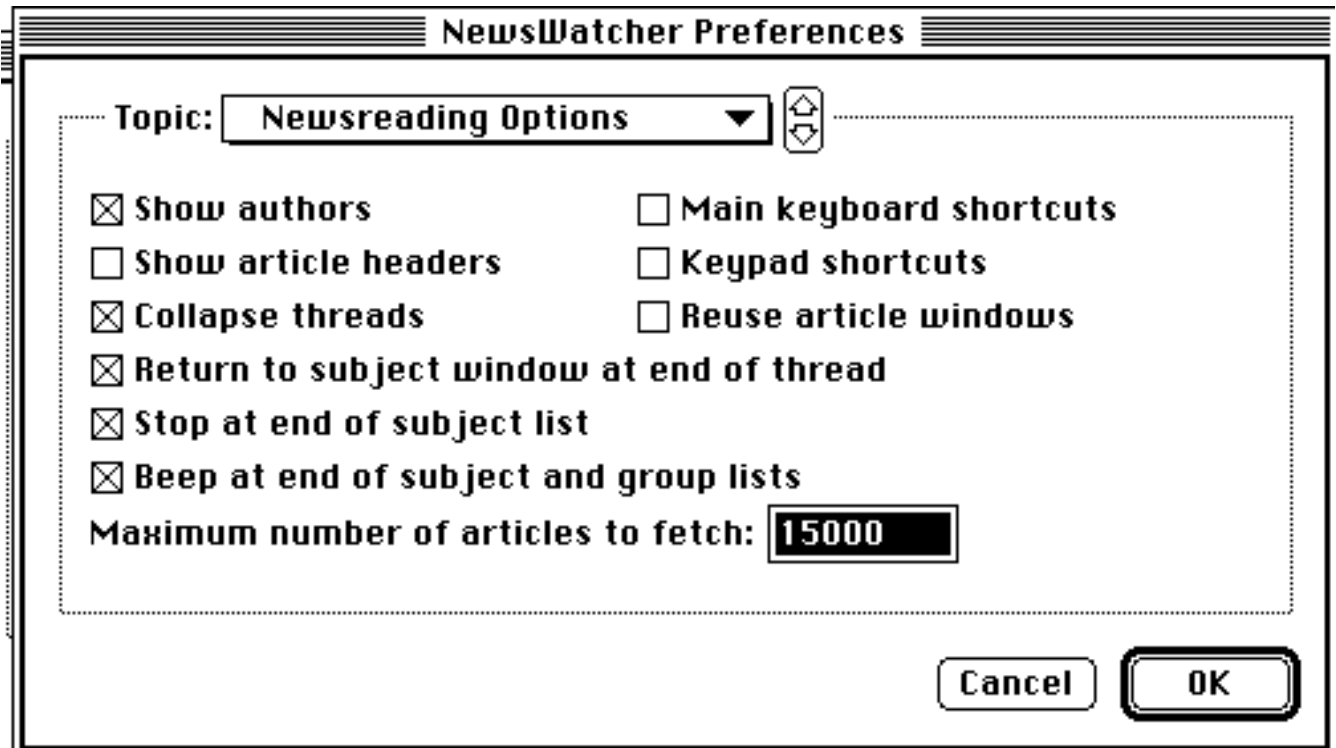 NewsWatcher Preferences
Topic: Newsreading Options
Show authors
Main keyboard shortcuts
Show article headers
Keypad shortcuts
Collapse threads
Reuse article windows
Return to subject window at end of thread
Stop at end of subject list
Beep at end of subject and group lists
Maximum number of articles to fetch: 15000
Cancel
OK